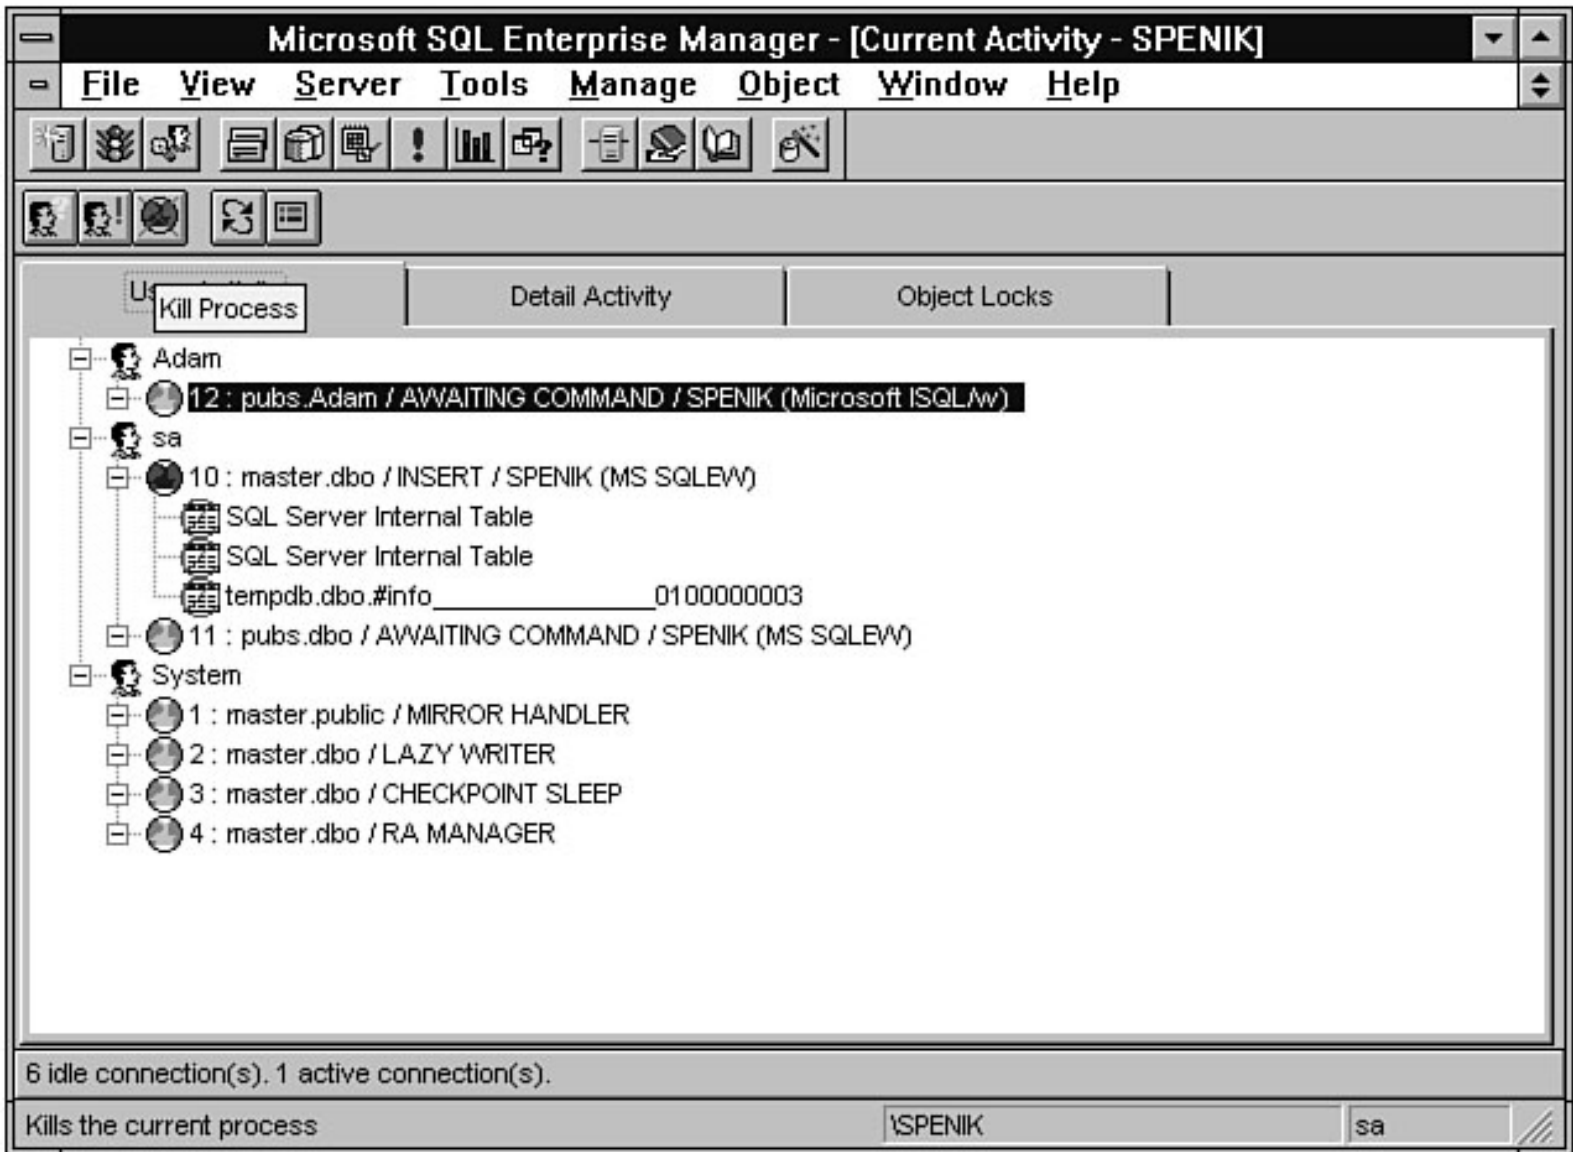 Microsoft SQL Enterprise Manager - [Current Activity - SPENIK]
File View Server Tools Manage Object Window Help
Kill Process
Detail Activity
Object Locks
Adam
12 : pubs.Adam / AWAITING COMMAND / SPENIK (Microsoft ISQL/w)
sa
10 : master.dbo / INSERT / SPENIK (MS SQLEW)
SQL Server Internal Table
SQL Server Internal Table
tempdb.dbo.#info______________0100000003
11 : pubs.dbo / AWAITING COMMAND / SPENIK (MS SQLEW)
System
1 : master.public / MIRROR HANDLER
2 : master.dbo / LAZY WRITER
3 : master.dbo / CHECKPOINT SLEEP
4 : master.dbo / RA MANAGER
6 idle connection(s). 1 active connection(s).
Kills the current process
\SPENIK
sa